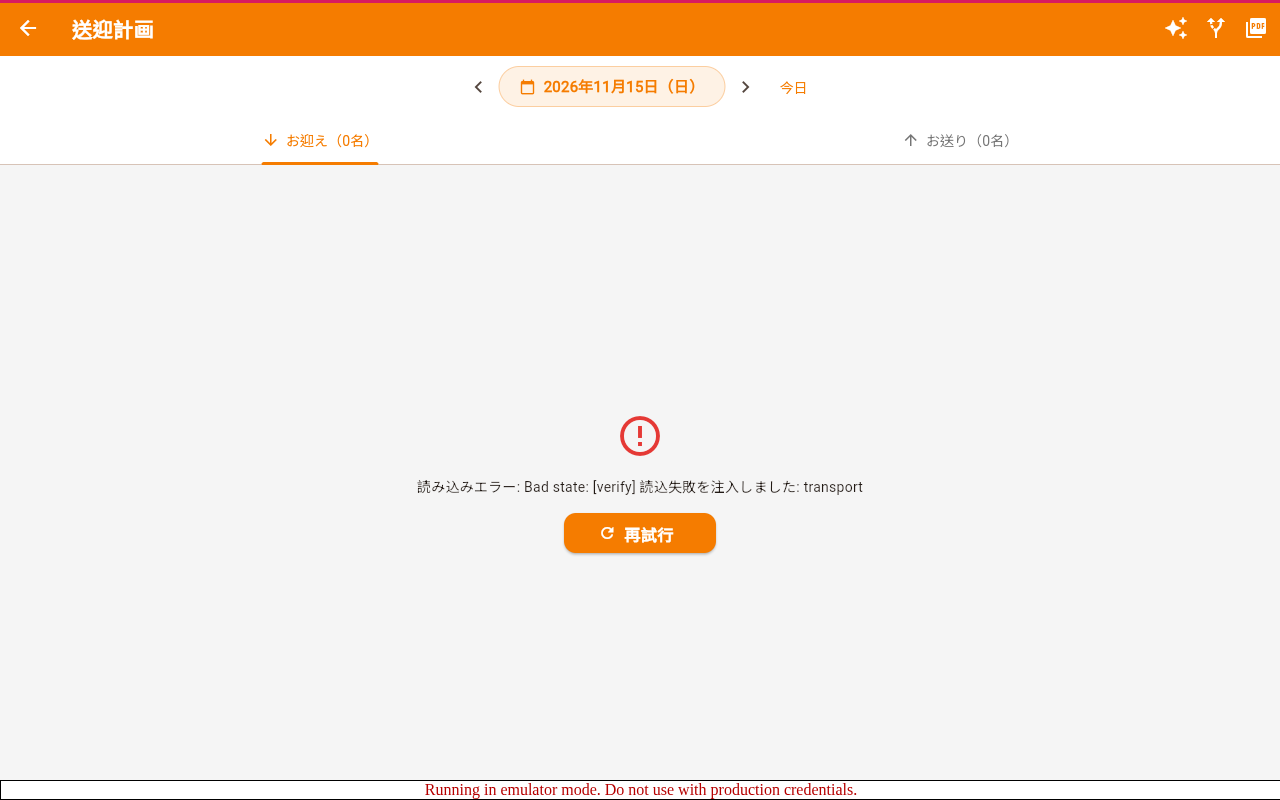 送迎計画
PDF
2026年11月15日（日）
今日
お迎え（0名）
お送り（0名）
読み込みエラー: Bad state: [verify] 読込失敗を注入しました: transport
再試行
Running in emulator mode. Do not use with production credentials.